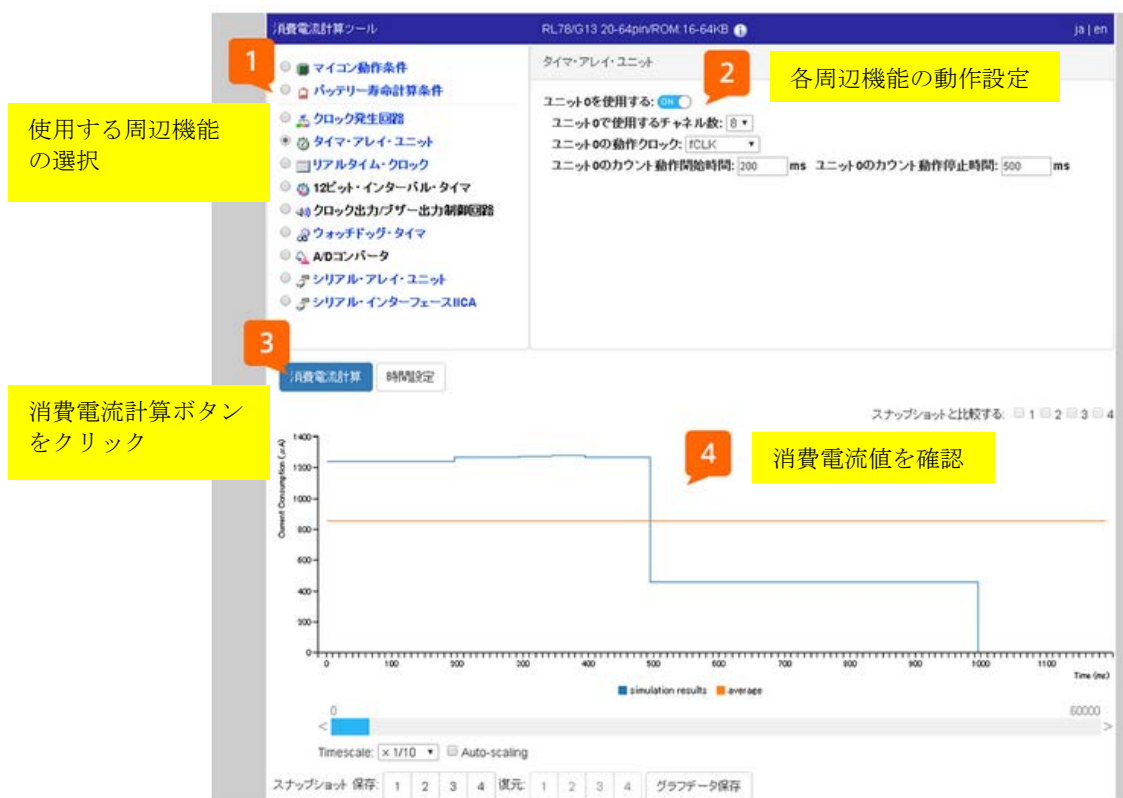 消費電流計算ツール RL78/G13 20-64pin/ROM:16-64KB ja | en
1
マイコン動作条件
バッテリー寿命計算条件
クロック発生回路
タイマ・アレイ・ユニット
リアルタイム・クロック
12ビット・インターバル・タイマ
クロック出力/ブザー出力制御回路
ウォッチドッグ・タイマ
A/Dコンバータ
シリアル・アレイ・ユニット
シリアル・インターフェースIICA
使用する周辺機能
の選択
タイマ・アレイ・ユニット
2
各周辺機能の動作設定
ユニット0を使用する: ON
ユニット0で使用するチャネル数: 8
ユニット0の動作クロック: fCLK
ユニット0のカウント動作開始時間: 200 ms ユニット0のカウント動作停止時間: 500 ms
3
消費電流計算 時間設定
消費電流計算ボタン
をクリック
スナップショットと比較する: 1 2 3 4
4
消費電流値を確認
Current Consumption (μA)
1400
1200
1000
800
600
400
200
0
0 100 200 300 400 500 600 700 800 900 1000 1100
Time (ms)
simulation results average
0 60000
< >
Timescale: × 1/10 Auto-scaling
スナップショット 保存: 1 2 3 4 復元: 1 2 3 4 グラフデータ保存